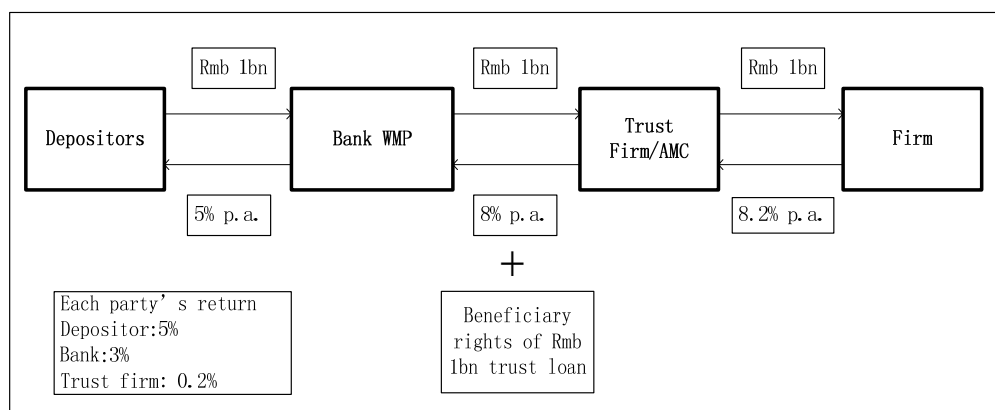 Rmb 1bn
Rmb 1bn
Rmb 1bn
Depositors
Bank WMP
Trust
Firm/AMC
Firm
5% p.a.
8% p.a.
8.2% p.a.
+
Each party's return
Depositor:5%
Bank:3%
Trust firm: 0.2%
Beneficiary
rights of Rmb
1bn trust loan